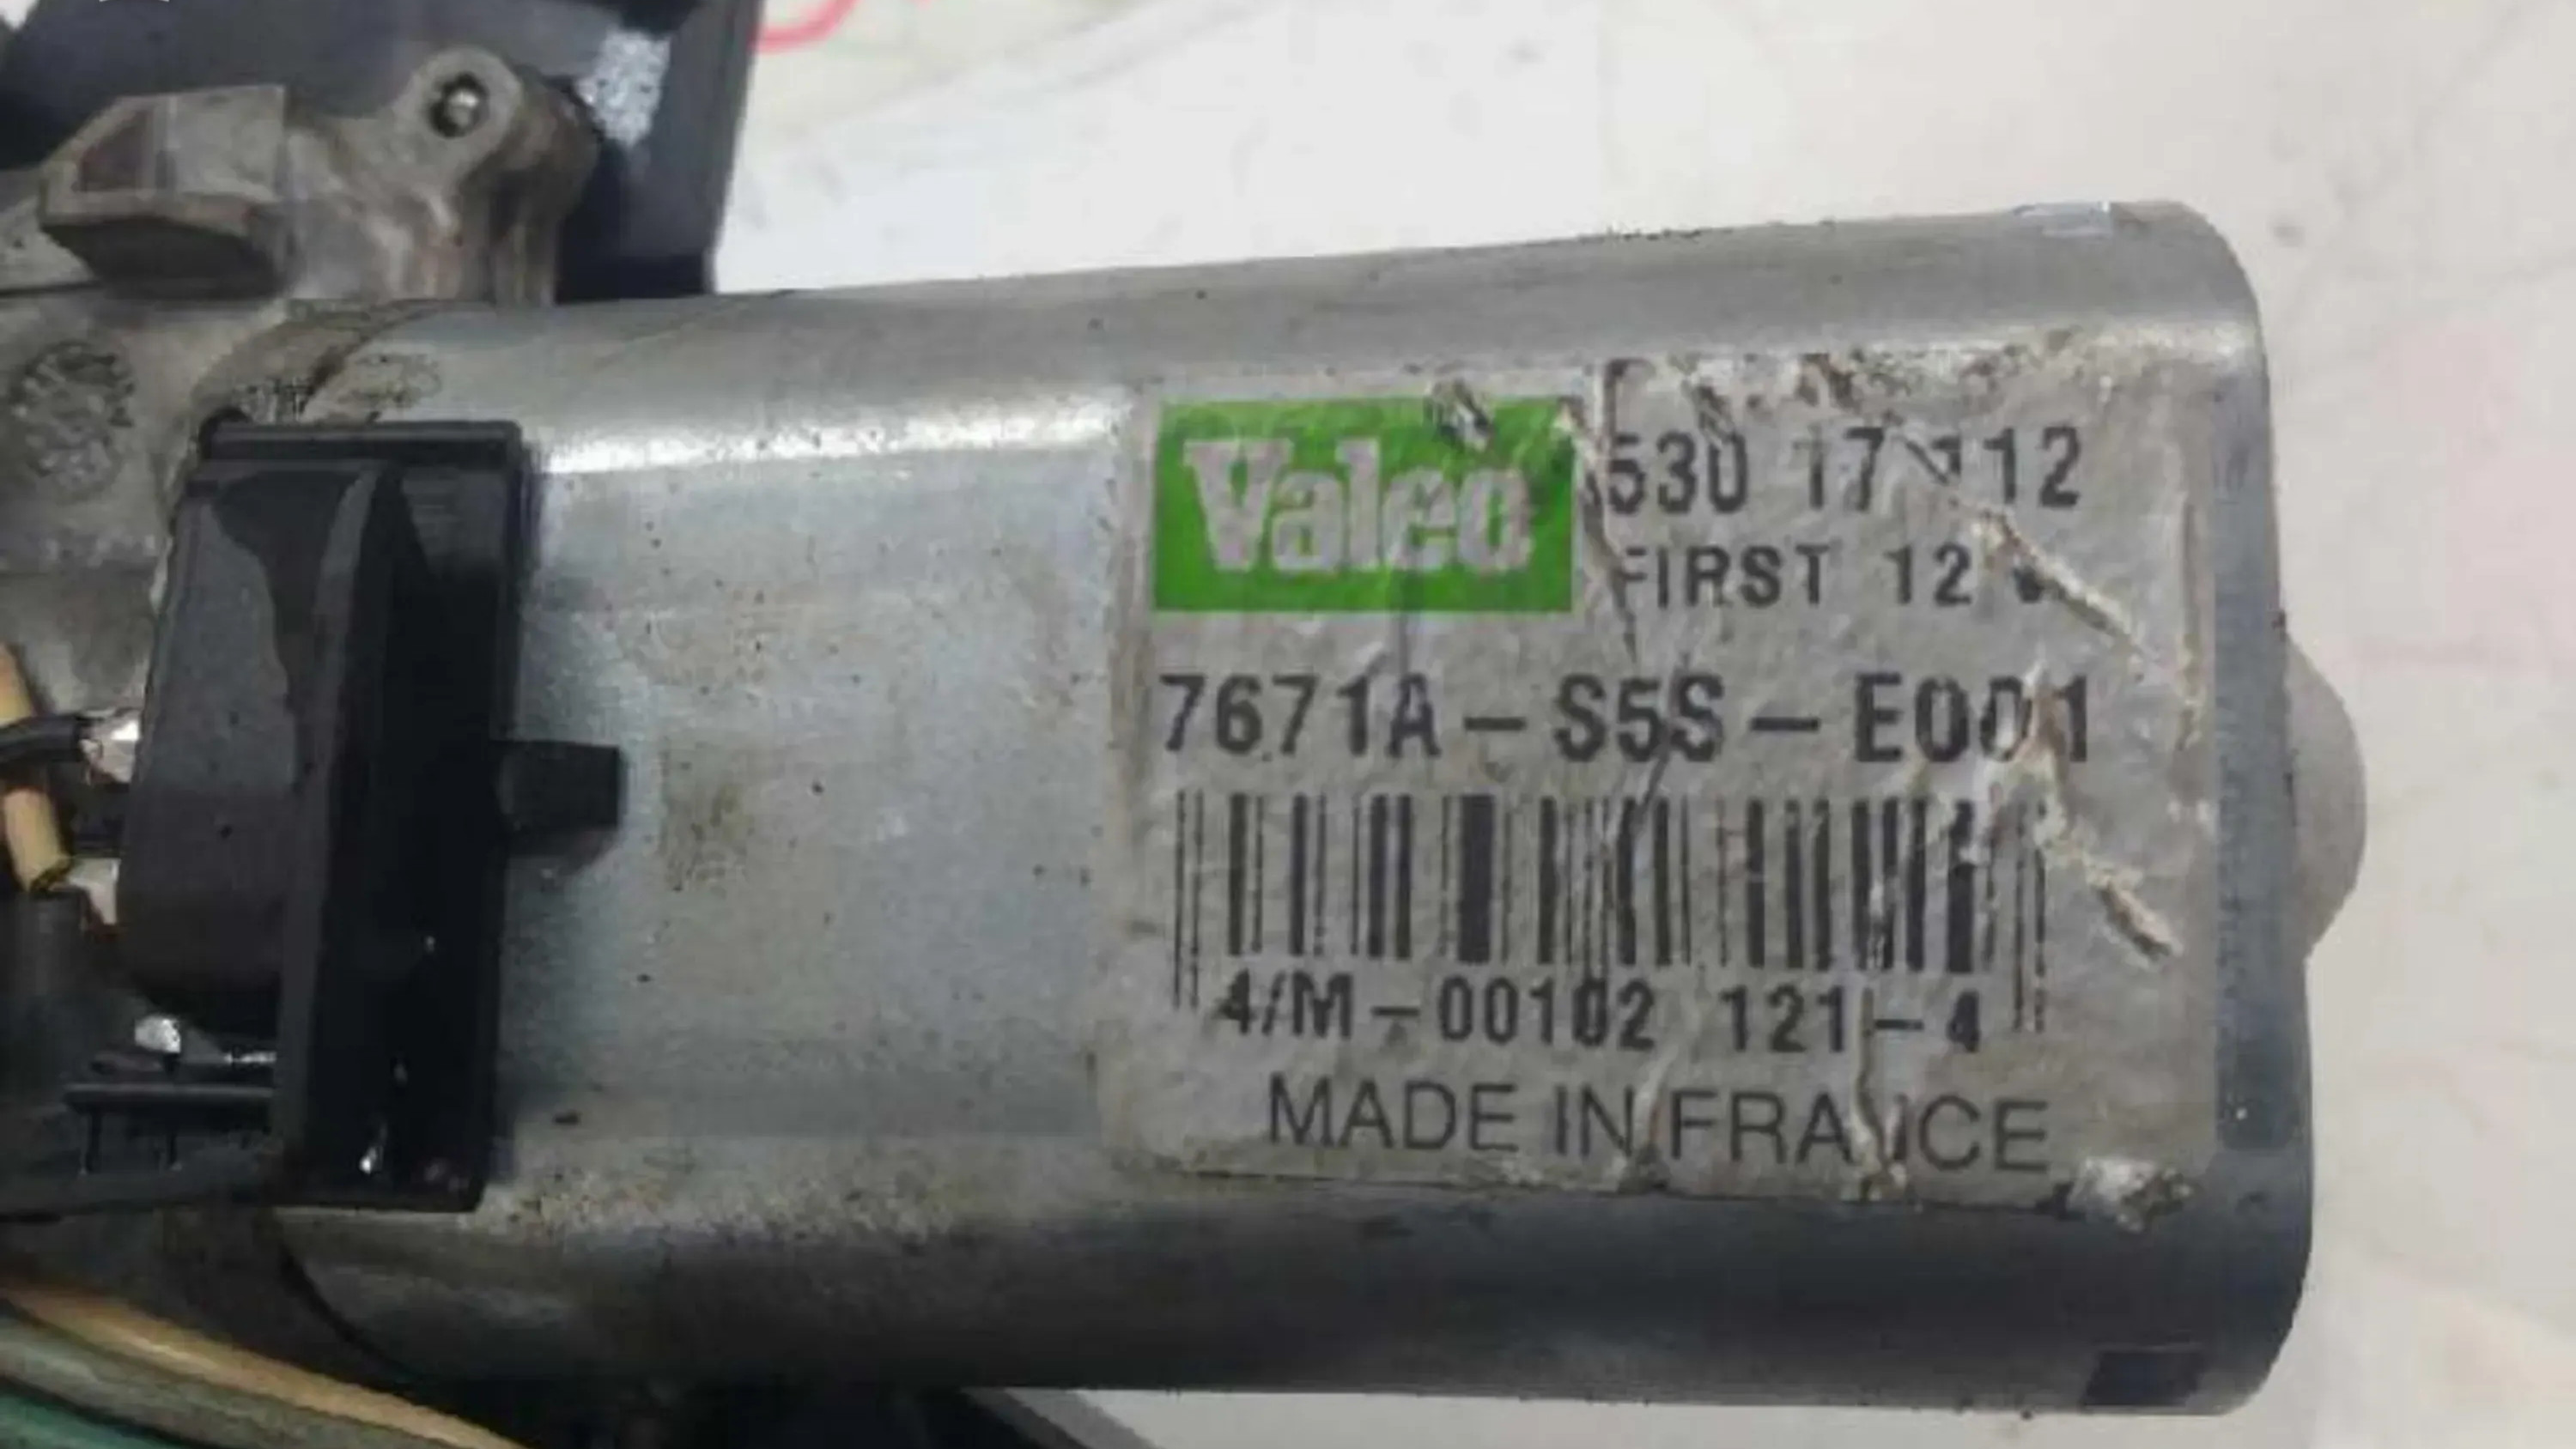 Valeo
530 17 112
FIRST 12 V
7671A-S5S-E001
4/M-00102 121-4
MADE IN FRANCE